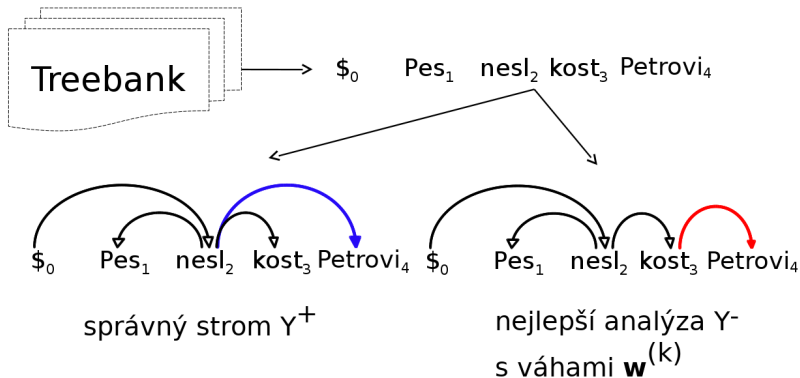 Treebank
$₀ Pes₁ nesl₂ kost₃ Petrovi₄
$₀ Pes₁ nesl₂ kost₃ Petrovi₄
$₀ Pes₁ nesl₂ kost₃ Petrovi₄
správný strom Y⁺
nejlepší analýza Y⁻
s váhami w⁽ᵏ⁾